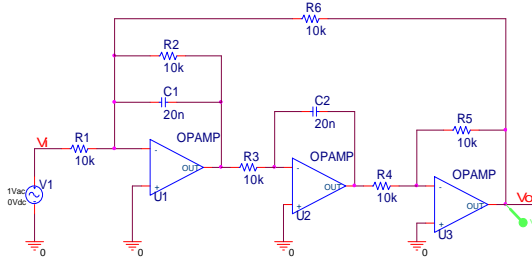 R6
10k
R2
10k
C1
20n
C2
20n
R5
10k
Vi
R1
10k
OPAMP
-
+
OUT
U1
R3
10k
OPAMP
-
+
OUT
U2
R4
10k
OPAMP
-
+
OUT
U3
Vo
V1
1Vac
0Vdc
0
0
0
0